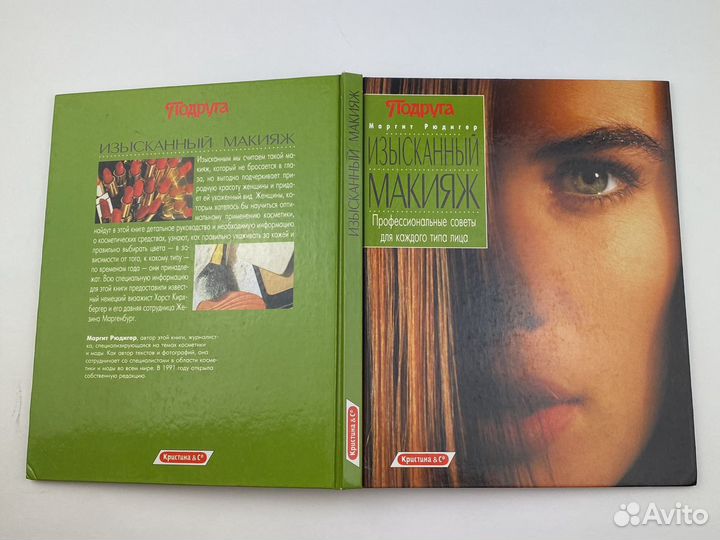 Подруга
ИЗЫСКАННЫЙ МАКИЯЖ
Изысканным мы считаем такой ма-
кияж, который не бросается в гла-
за, но выгодно подчеркивает при-
родную красоту женщины и прида-
ет ей ухоженный вид. Женщины, ко-
торым хотелось бы научиться опти-
мальному применению косметики,
найдут в этой книге детальное руководство и необходимую информацию
о косметических средствах, узнают, как правильно ухаживать за кожей и
правильно выбирать цвета — в за-
висимости от того, к какому типу —
по временам года — они принадле-
жат. Всю специальную информацию
для этой книги предоставили извест-
ный немецкий визажист Хорст Кирх-
бергер и его давняя сотрудница Же-
зина Маргенбург.
Маргит Рюдигер, автор этой книги, журналист-
ка, специализирующаяся на темах косметики
и моды. Как автор текстов и фотографий, она
сотрудничает со специалистами в области косме-
тики и моды во всем мире. В 1991 году открыла
собственную редакцию.
Кристина & C°
ИЗЫСКАННЫЙ МАКИЯЖ
Кристина & C°
Подруга
Маргит Рюдигер
ИЗЫСКАННЫЙ
МАКИЯЖ
Профессиональные советы
для каждого типа лица
Кристина & C°
Avito